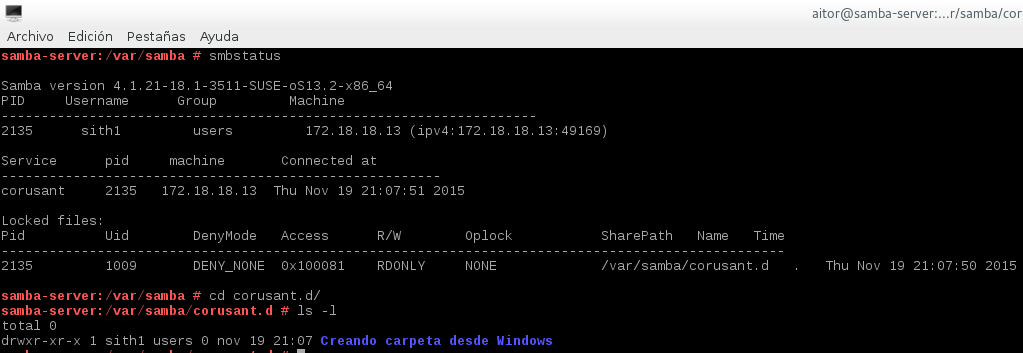 aitor@samba-server:...r/samba/cor
Archivo Edición Pestañas Ayuda
samba-server:/var/samba # smbstatus
Samba version 4.1.21-18.1-3511-SUSE-oS13.2-x86_64
PID Username Group Machine
-------------------------------------------------------------------
2135 sith1 users 172.18.18.13 (ipv4:172.18.18.13:49169)
Service pid machine Connected at
-------------------------------------------------------
corusant 2135 172.18.18.13 Thu Nov 19 21:07:51 2015
Locked files:
Pid Uid DenyMode Access R/W Oplock SharePath Name Time
--------------------------------------------------------------------------------------------------
2135 1009 DENY_NONE 0x100081 RDONLY NONE /var/samba/corusant.d . Thu Nov 19 21:07:50 2015
samba-server:/var/samba # cd corusant.d/
samba-server:/var/samba/corusant.d # ls -l
total 0
drwxr-xr-x 1 sith1 users 0 nov 19 21:07 Creando carpeta desde Windows